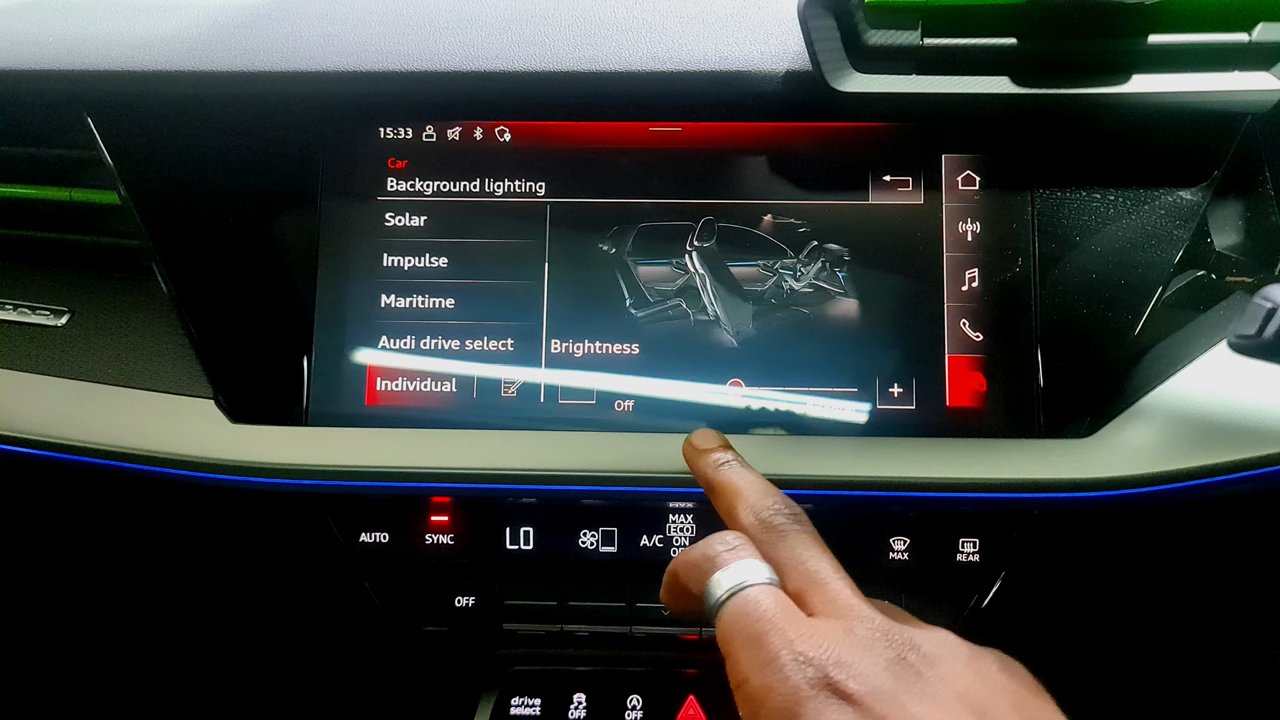 15:33
Car
Background lighting
Solar
Impulse
Maritime
Audi drive select
Individual
Brightness
Off
+
AUTO
SYNC
LO
A/C
MAX
ECO
ON
MAX
REAR
OFF
drive
select
OFF
OFF